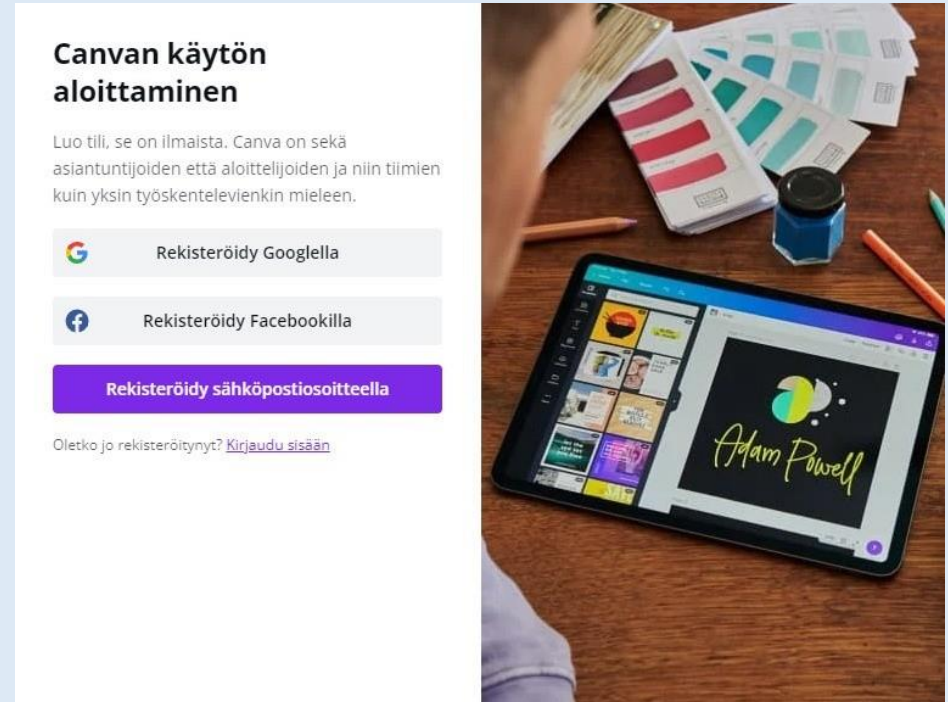 Canvan käytön
aloittaminen
Luo tili, se on ilmaista. Canva on sekä
asiantuntijoiden että aloittelijoiden ja niin tiimien
kuin yksin työskentelevienkin mieleen.
Rekisteröidy Googlella
Rekisteröidy Facebookilla
Rekisteröidy sähköpostiosoitteella
Oletko jo rekisteröitynyt? Kirjaudu sisään
Adam Powell